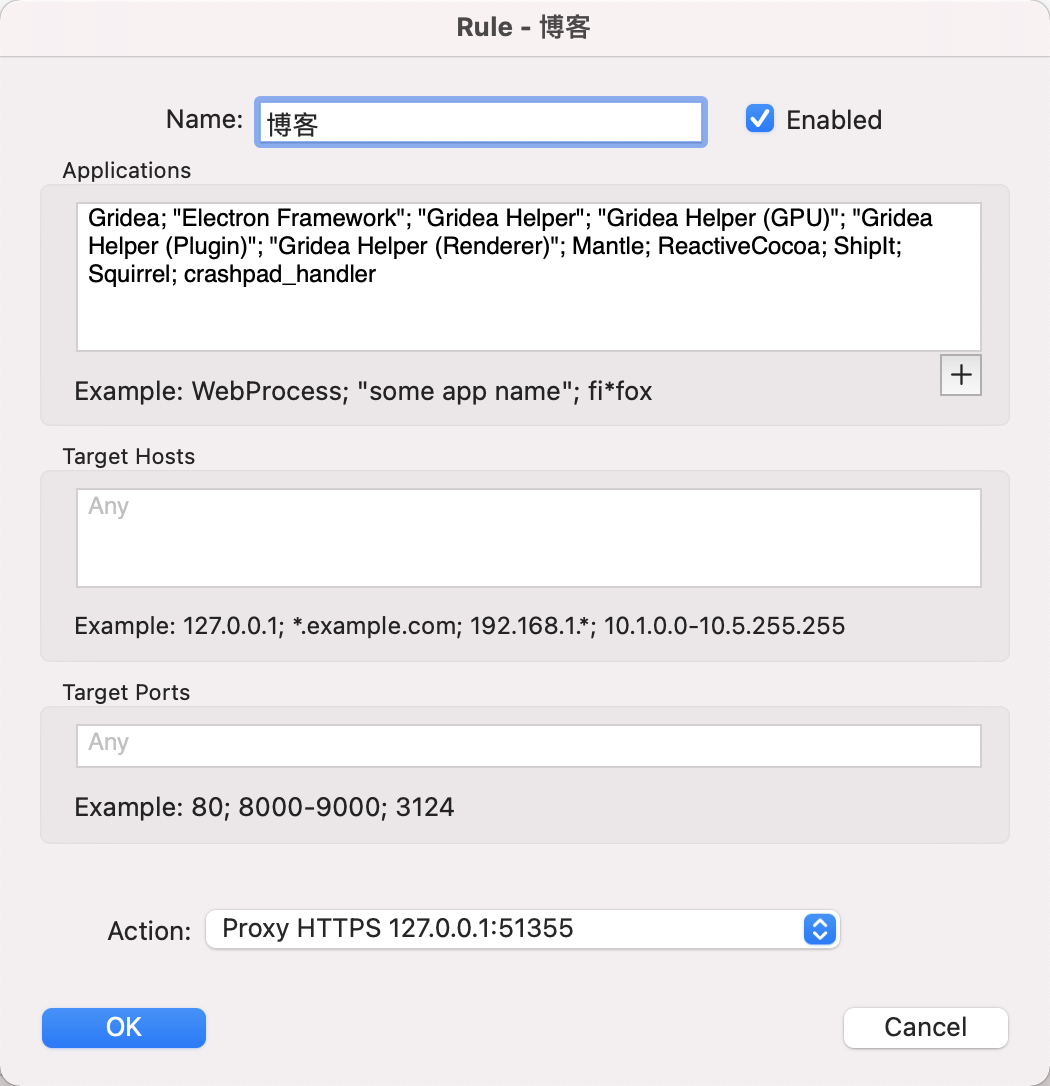 Rule - 博客
Name:
博客
Enabled
Applications
Gridea; "Electron Framework"; "Gridea Helper"; "Gridea Helper (GPU)"; "Gridea
Helper (Plugin)"; "Gridea Helper (Renderer)"; Mantle; ReactiveCocoa; ShipIt;
Squirrel; crashpad_handler
Example: WebProcess; "some app name"; fi*fox
+
Target Hosts
Any
Example: 127.0.0.1; *.example.com; 192.168.1.*; 10.1.0.0-10.5.255.255
Target Ports
Any
Example: 80; 8000-9000; 3124
Action:
Proxy HTTPS 127.0.0.1:51355
OK
Cancel